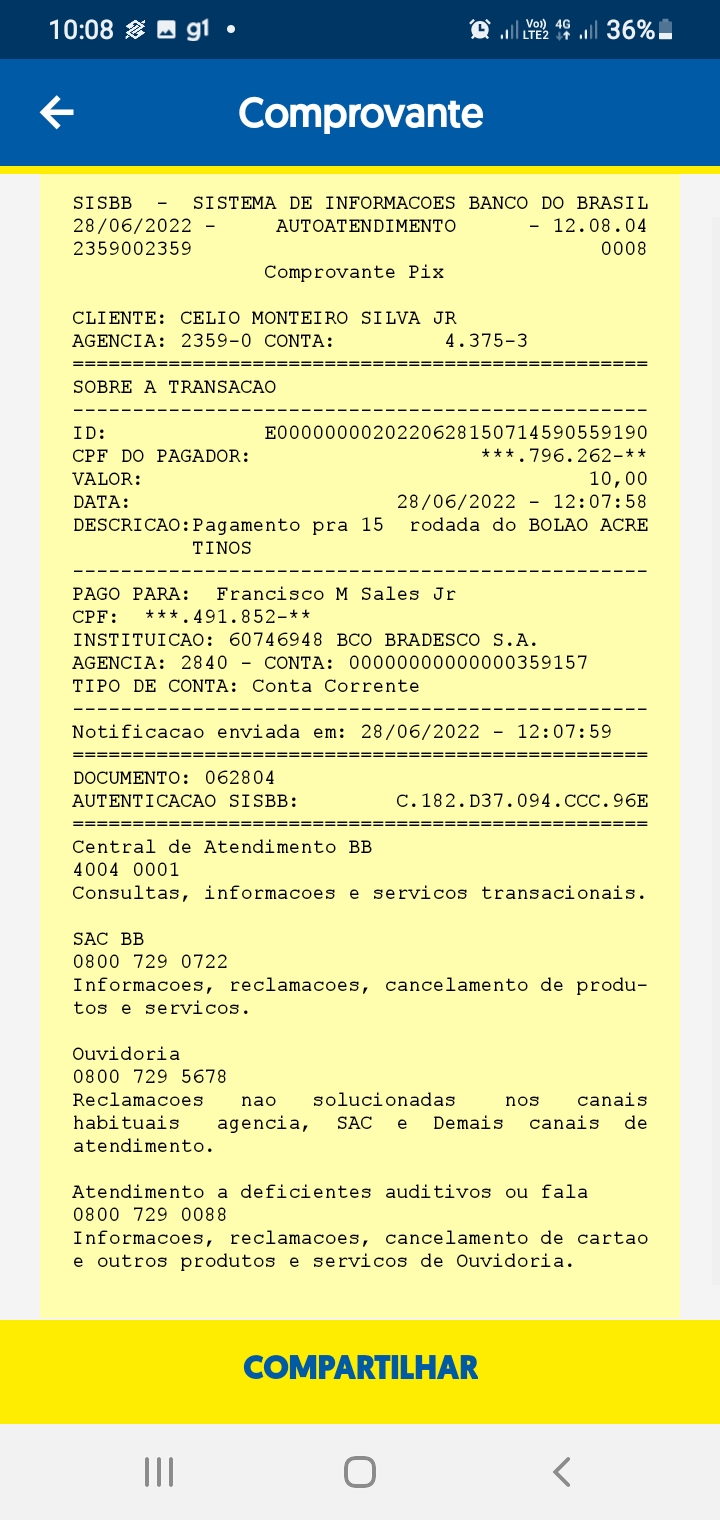 10:08 g1 Vo)) LTE2 4G 36%
Comprovante
SISBB - SISTEMA DE INFORMACOES BANCO DO BRASIL
28/06/2022 - AUTOATENDIMENTO - 12.08.04
2359002359 0008
Comprovante Pix
CLIENTE: CELIO MONTEIRO SILVA JR
AGENCIA: 2359-0 CONTA: 4.375-3
================================================
SOBRE A TRANSACAO
------------------------------------------------
ID: E0000000020220628150714590559190
CPF DO PAGADOR: ***.796.262-**
VALOR: 10,00
DATA: 28/06/2022 - 12:07:58
DESCRICAO:Pagamento pra 15 rodada do BOLAO ACRE
TINOS
------------------------------------------------
PAGO PARA: Francisco M Sales Jr
CPF: ***.491.852-**
INSTITUICAO: 60746948 BCO BRADESCO S.A.
AGENCIA: 2840 - CONTA: 00000000000000359157
TIPO DE CONTA: Conta Corrente
------------------------------------------------
Notificacao enviada em: 28/06/2022 - 12:07:59
================================================
DOCUMENTO: 062804
AUTENTICACAO SISBB: C.182.D37.094.CCC.96E
================================================
Central de Atendimento BB
4004 0001
Consultas, informacoes e servicos transacionais.
SAC BB
0800 729 0722
Informacoes, reclamacoes, cancelamento de produ-
tos e servicos.
Ouvidoria
0800 729 5678
Reclamacoes nao solucionadas nos canais
habituais agencia, SAC e Demais canais de
atendimento.
Atendimento a deficientes auditivos ou fala
0800 729 0088
Informacoes, reclamacoes, cancelamento de cartao
e outros produtos e servicos de Ouvidoria.
COMPARTILHAR